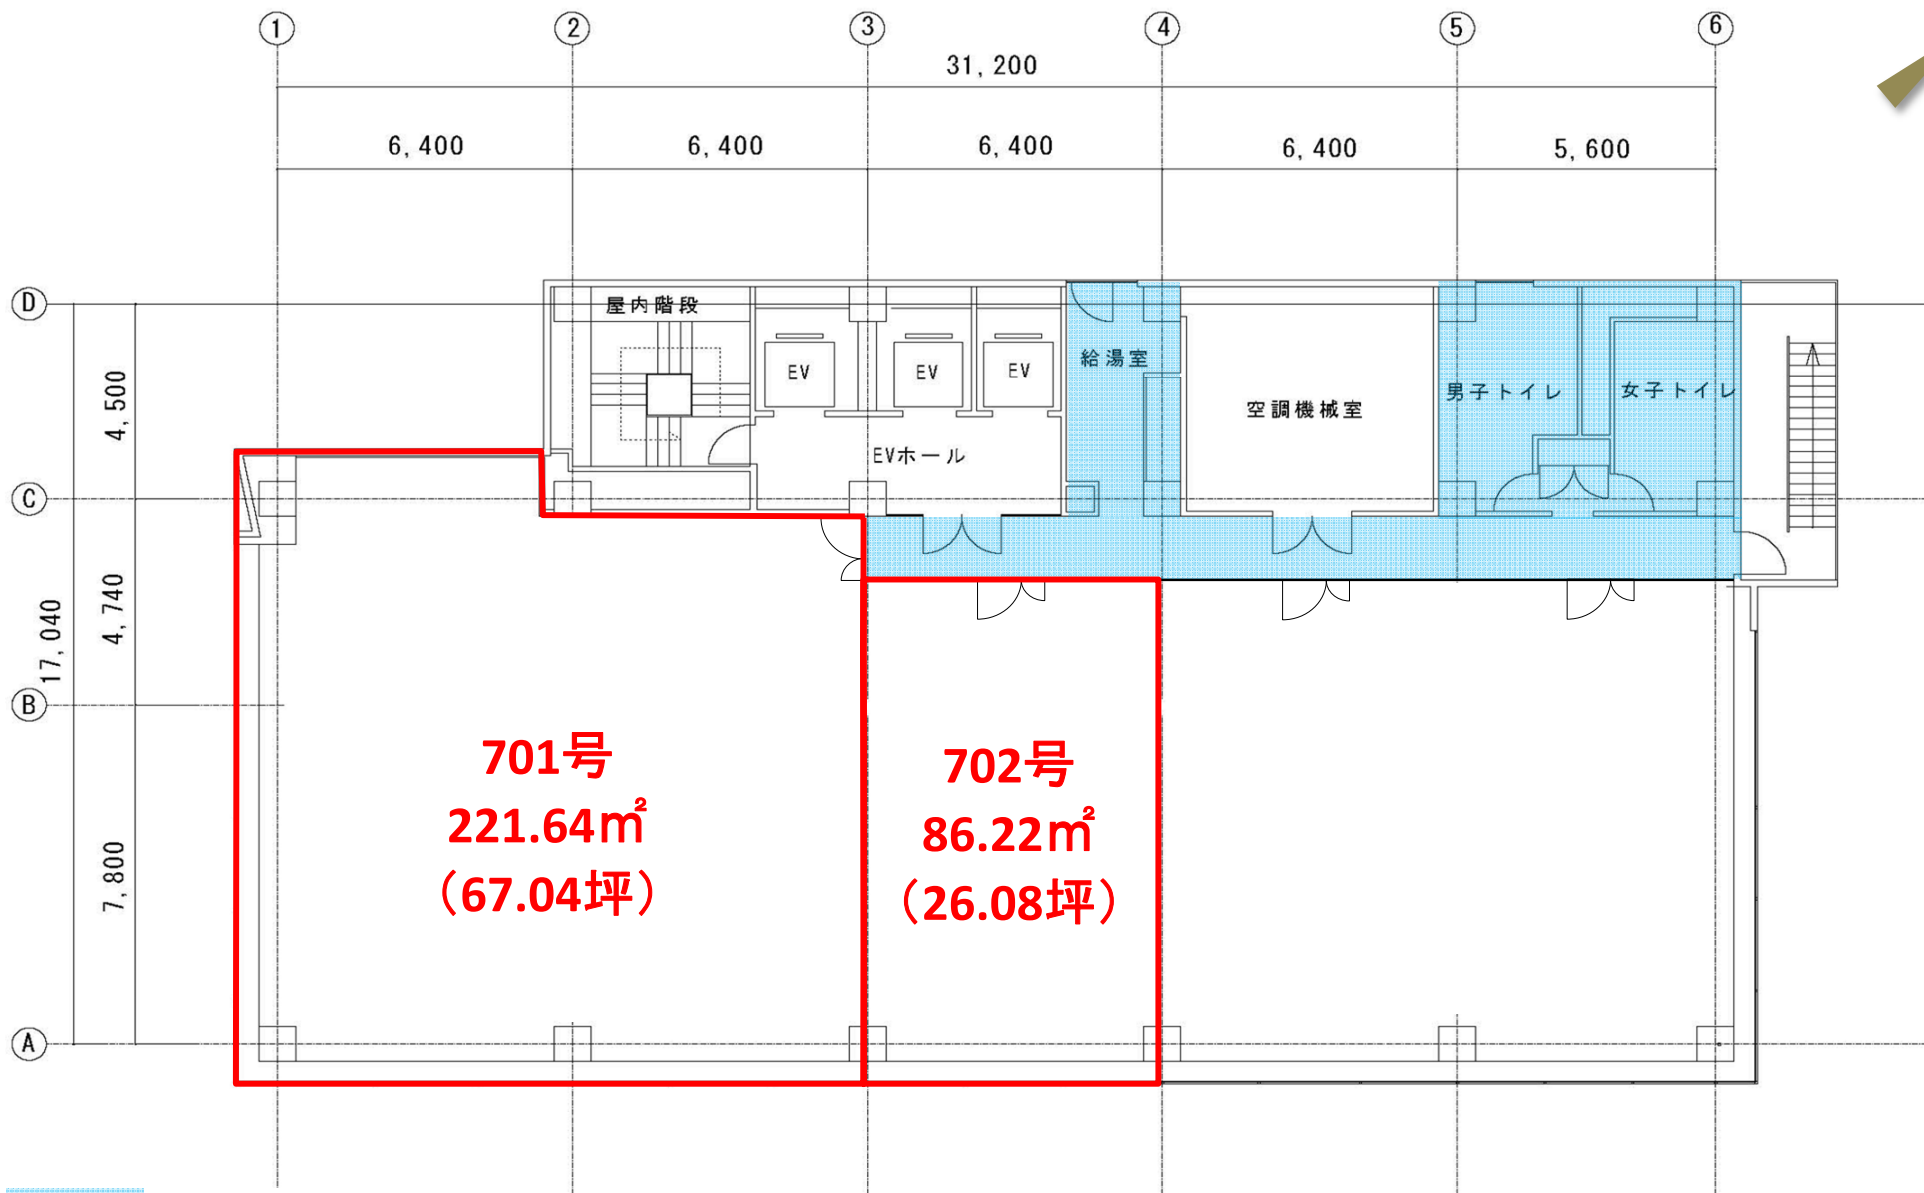 1
2
3
4
5
6
31,200
6,400
6,400
6,400
6,400
5,600
D
C
B
A
4,500
4,740
17,040
7,800
屋内階段
EV
EV
EV
EVホール
給湯室
空調機械室
男子トイレ
女子トイレ
701号
221.64㎡
（67.04坪）
702号
86.22㎡
（26.08坪）